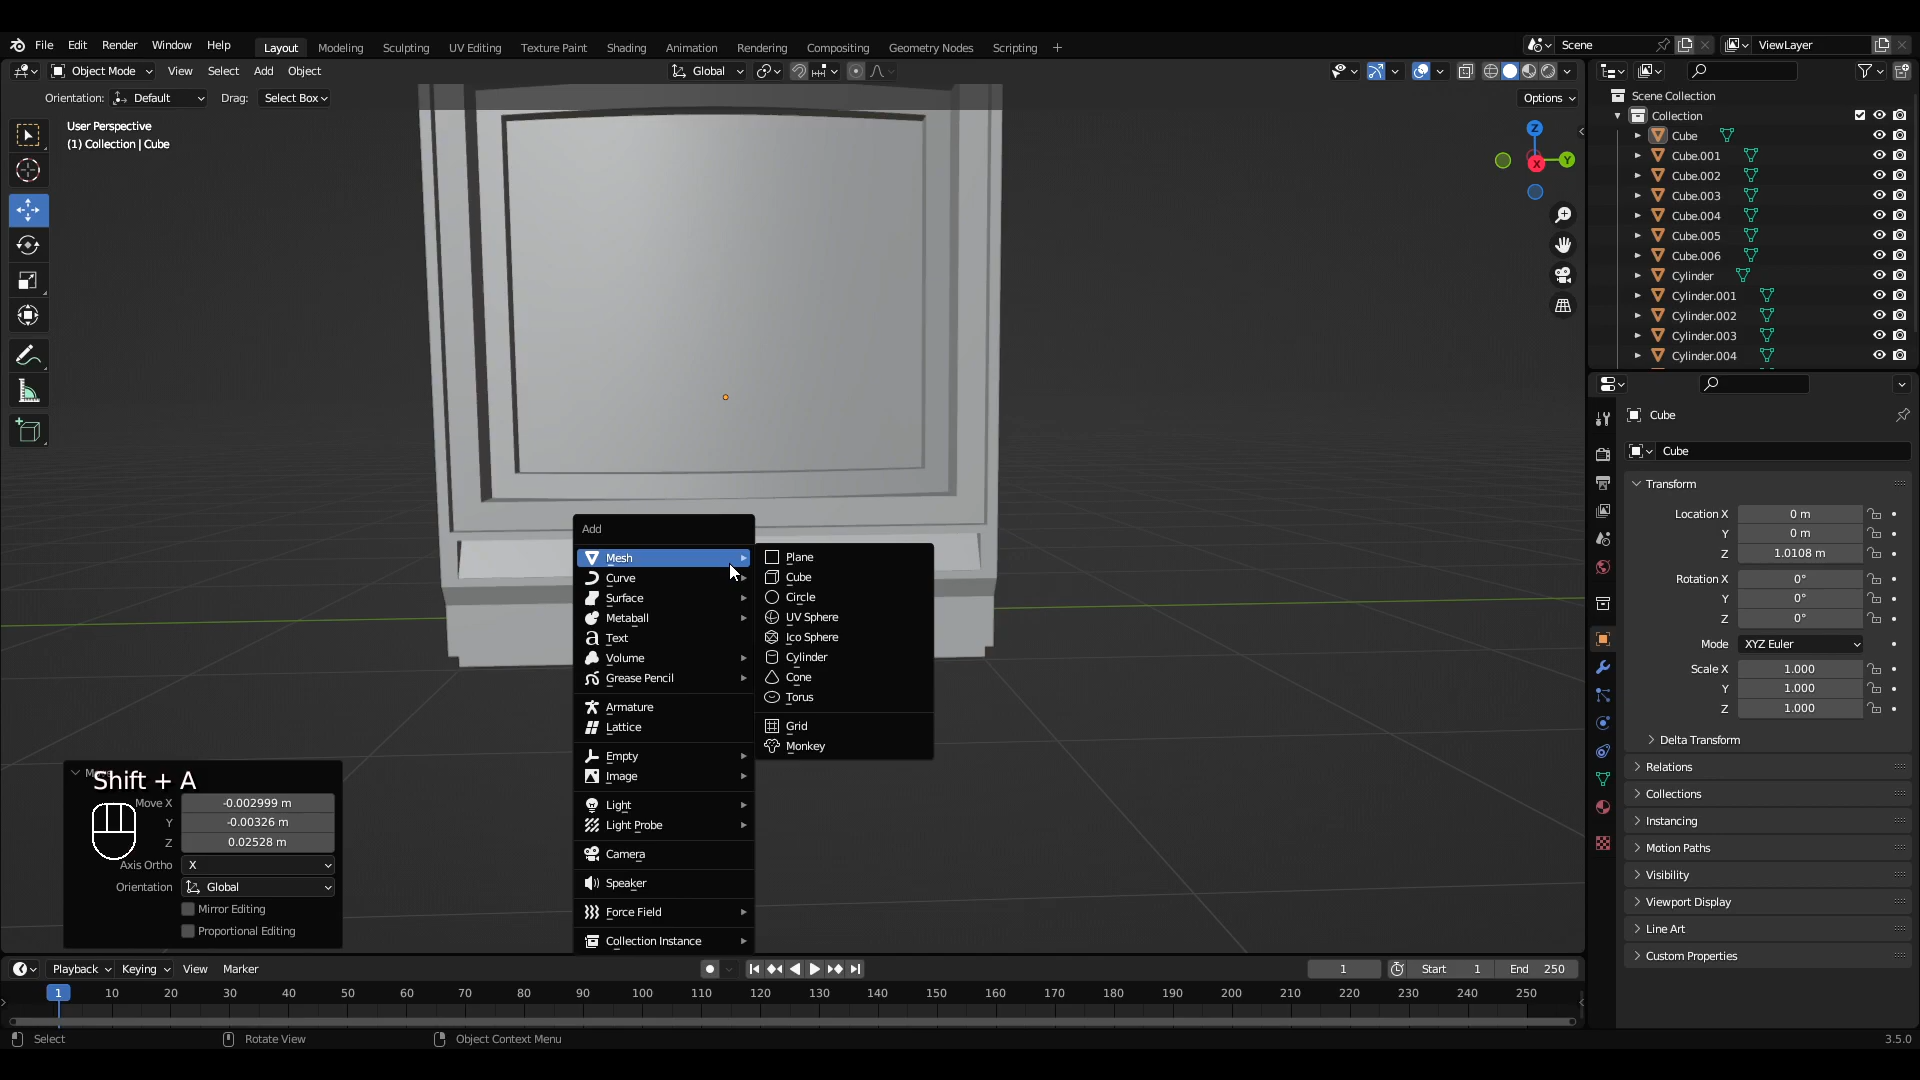 File Edit Render Window Help Layout Modeling Sculpting UV Editing Texture Paint Shading Animation Rendering Compositing Geometry Nodes Scripting + Scene ViewLayer
Object Mode View Select Add Object Global
Orientation: Default Drag: Select Box Options
User Perspective
(1) Collection | Cube
Z
Y
X
Scene Collection
Collection
Cube
Cube.001
Cube.002
Cube.003
Cube.004
Cube.005
Cube.006
Cylinder
Cylinder.001
Cylinder.002
Cylinder.003
Cylinder.004
Cube
Cube
Transform
Location X 0 m
Y 0 m
Z 1.0108 m
Rotation X 0°
Y 0°
Z 0°
Mode XYZ Euler
Scale X 1.000
Y 1.000
Z 1.000
Delta Transform
Relations
Collections
Instancing
Motion Paths
Visibility
Viewport Display
Line Art
Custom Properties
Add
Mesh
Curve
Surface
Metaball
Text
Volume
Grease Pencil
Armature
Lattice
Empty
Image
Light
Light Probe
Camera
Speaker
Force Field
Collection Instance
Plane
Cube
Circle
UV Sphere
Ico Sphere
Cylinder
Cone
Torus
Grid
Monkey
Shift + A
Move X -0.002999 m
Y -0.00326 m
Z 0.02528 m
Axis Ortho X
Orientation Global
Mirror Editing
Proportional Editing
Playback Keying View Marker 1 Start 1 End 250
1 10 20 30 40 50 60 70 80 90 100 110 120 130 140 150 160 170 180 190 200 210 220 230 240 250
Select Rotate View Object Context Menu 3.5.0